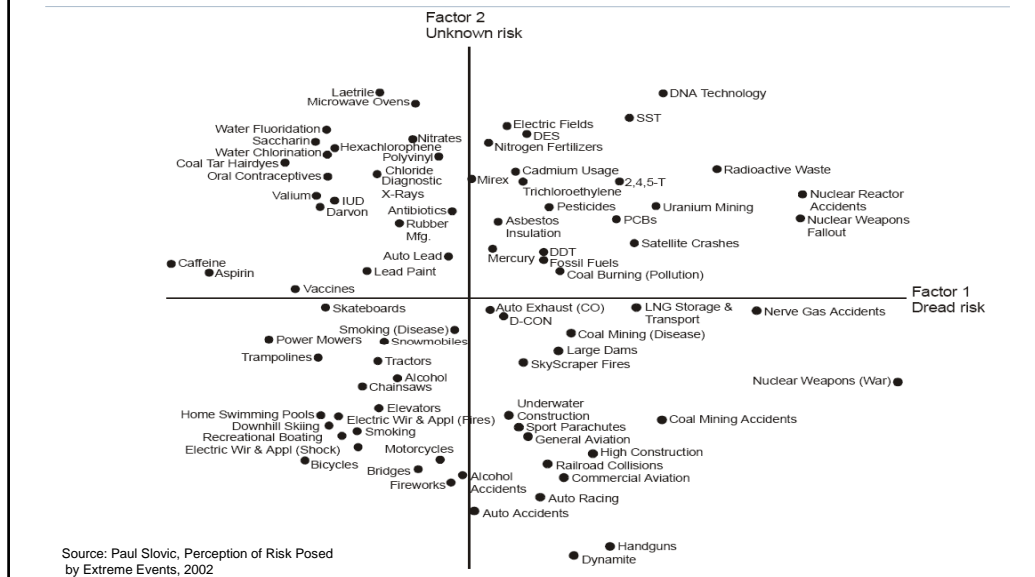 Factor 2
Unknown risk
Laetrile
Microwave Ovens
DNA Technology
SST
Water Fluoridation
Saccharin
Water Chlorination
Coal Tar Hairdyes
Oral Contraceptives
Hexachlorophene
Nitrates
Polyvinyl
Chloride
Diagnostic
X-Rays
Valium
IUD
Darvon
Antibiotics
Rubber
Mfg.
Auto Lead
Lead Paint
Caffeine
Aspirin
Vaccines
Electric Fields
DES
Nitrogen Fertilizers
Mirex
Cadmium Usage
Trichloroethylene
2,4,5-T
Radioactive Waste
Pesticides
Uranium Mining
Nuclear Reactor
Accidents
Nuclear Weapons
Fallout
Asbestos
Insulation
PCBs
Satellite Crashes
Mercury
DDT
Fossil Fuels
Coal Burning (Pollution)
Factor 1
Dread risk
Skateboards
Smoking (Disease)
Power Mowers
Snowmobiles
Trampolines
Tractors
Alcohol
Chainsaws
Elevators
Home Swimming Pools
Electric Wir & Appl (Fires)
Downhill Skiing
Smoking
Recreational Boating
Electric Wir & Appl (Shock)
Motorcycles
Bicycles
Bridges
Fireworks
Alcohol
Accidents
Auto Exhaust (CO)
D-CON
LNG Storage &
Transport
Nerve Gas Accidents
Coal Mining (Disease)
Large Dams
SkyScraper Fires
Nuclear Weapons (War)
Underwater
Construction
Coal Mining Accidents
Sport Parachutes
General Aviation
High Construction
Railroad Collisions
Commercial Aviation
Auto Racing
Auto Accidents
Handguns
Dynamite
Source: Paul Slovic, Perception of Risk Posed
by Extreme Events, 2002